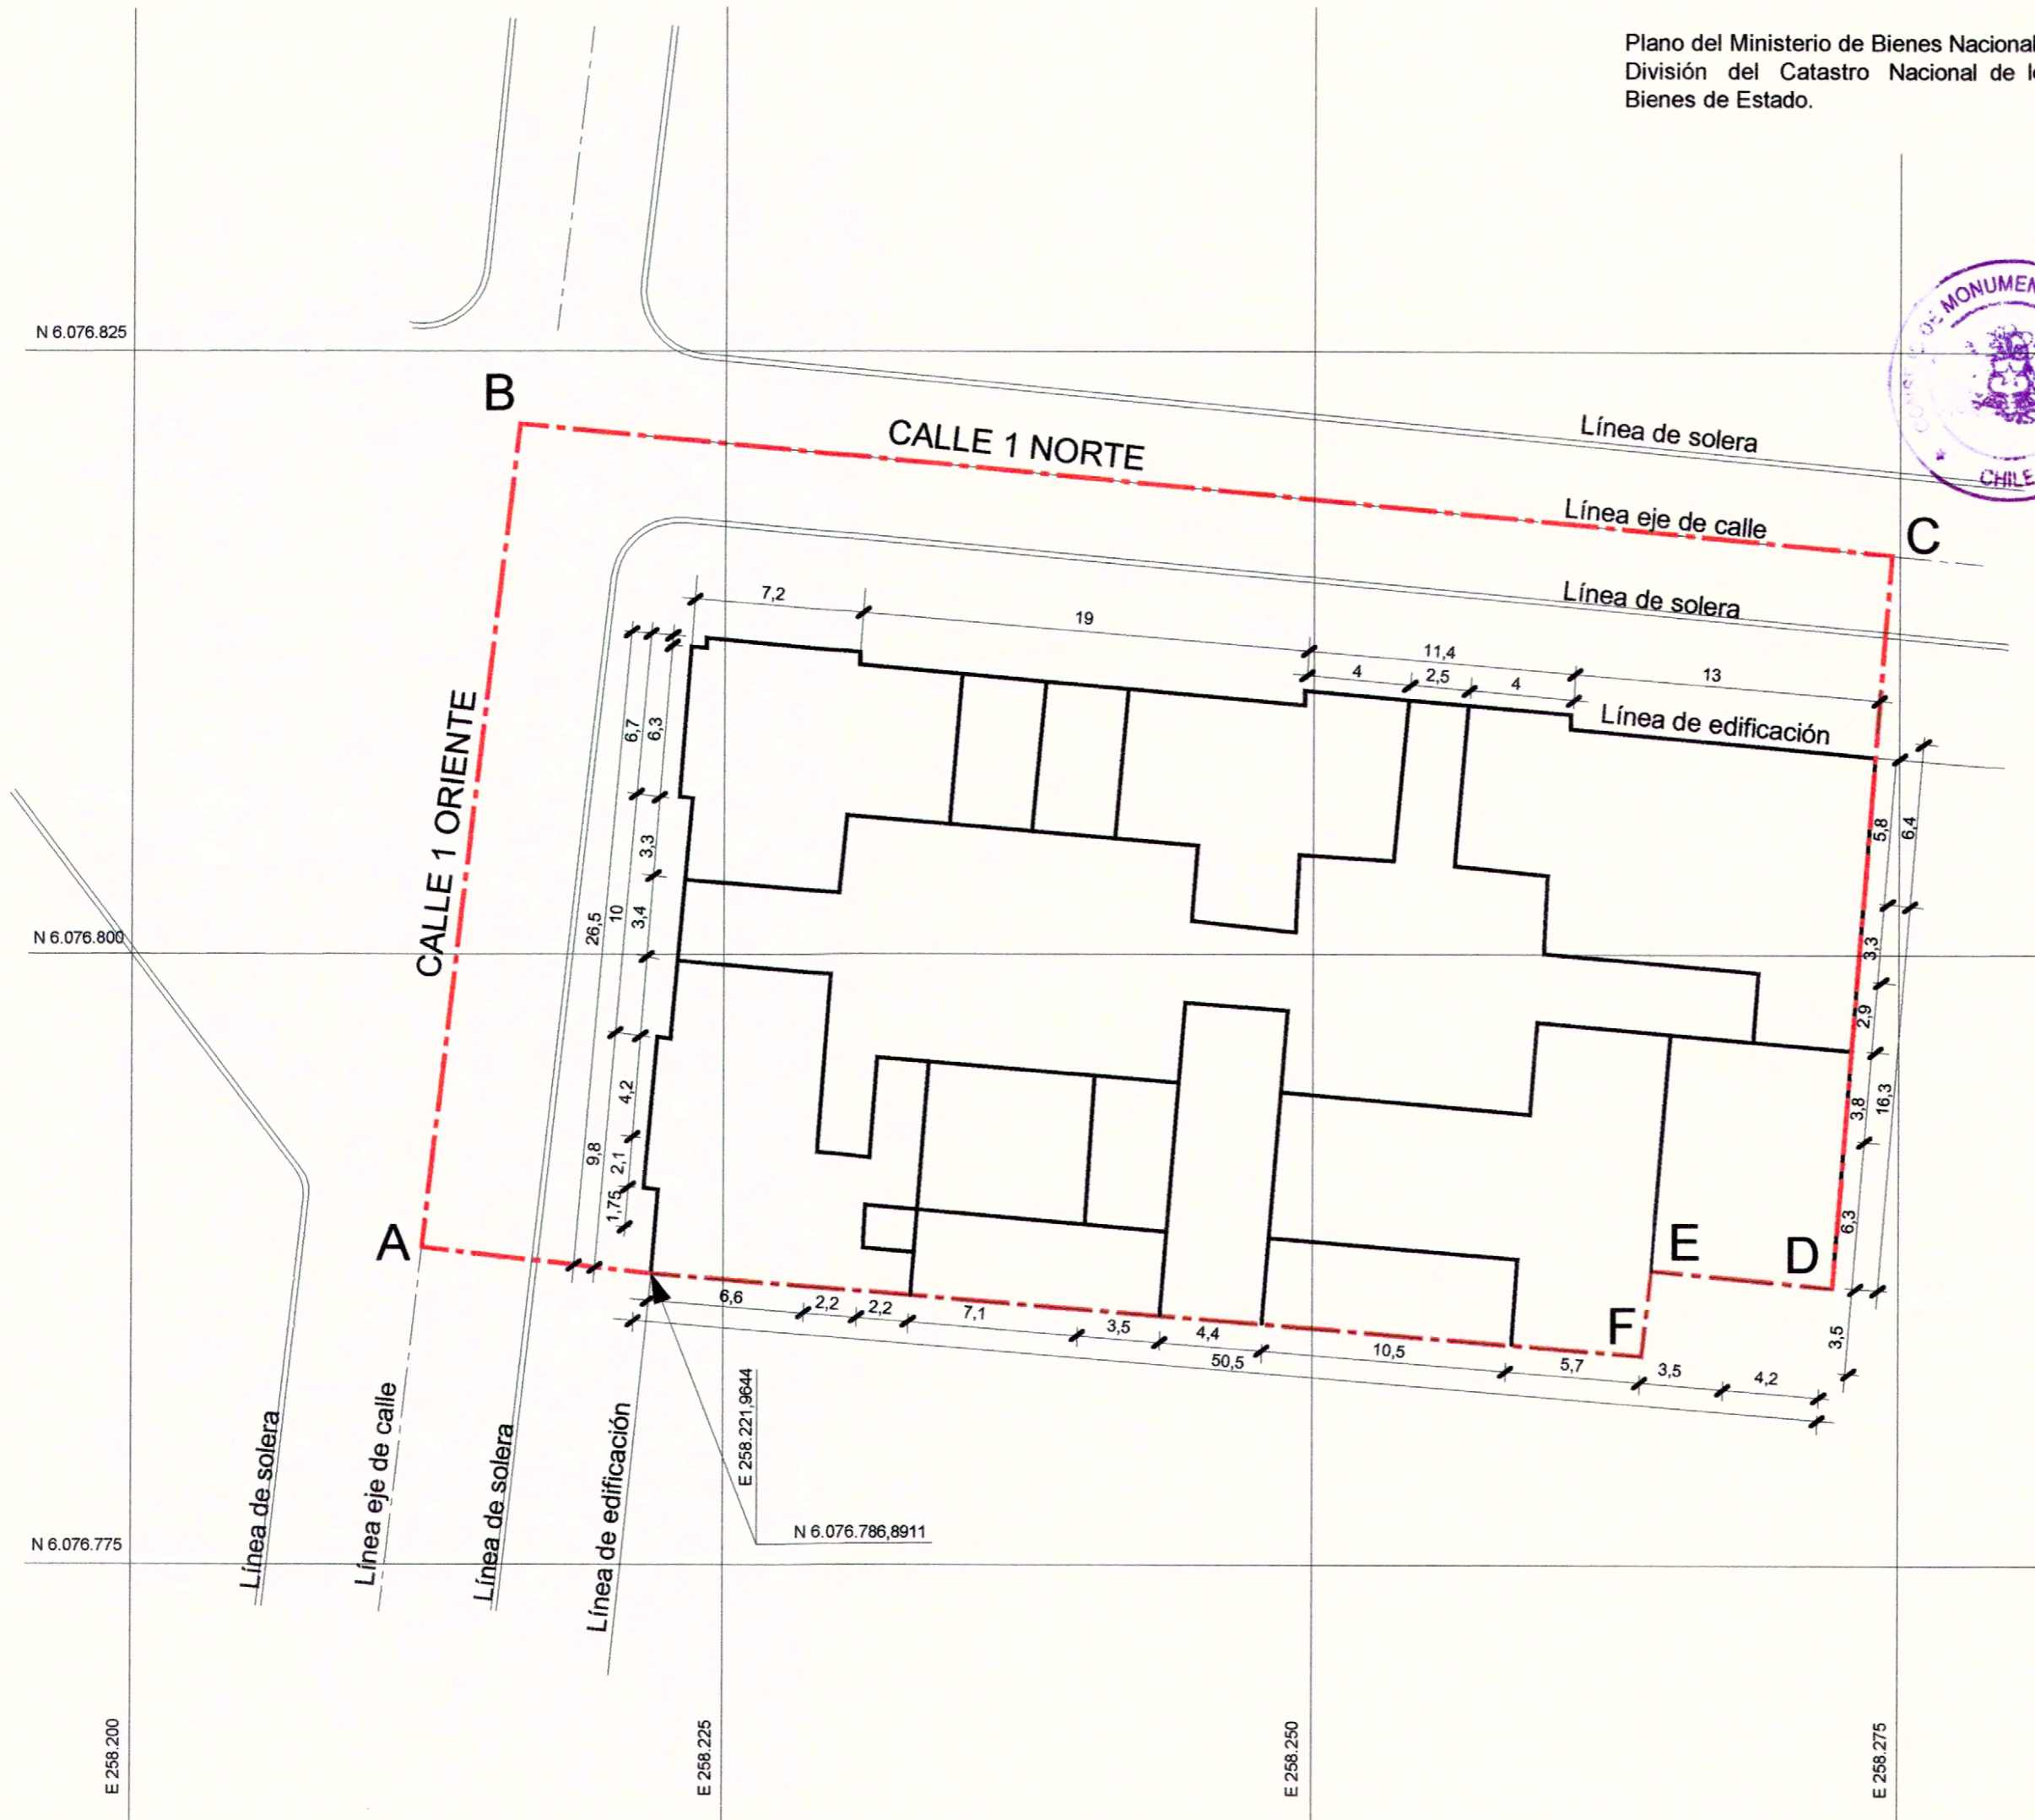 Plano del Ministerio de Bienes Nacional
División del Catastro Nacional de l
Bienes de Estado.
MONUMEN
CHILE
N 6.076.825
B
CALLE 1 NORTE
Línea de solera
Línea eje de calle
C
Línea de solera
7,2
19
11,4
4
2,5
4
13
Línea de edificación
CALLE 1 ORIENTE
6,7
6,3
3,3
26,5
10
3,4
N 6.076.800
4,2
9,8
2,1
1,75
5,8
6,4
3,3
2,9
3,8
16,3
6,3
3,5
A
E
D
F
6,6
2,2
2,2
7,1
3,5
4,4
50,5
10,5
5,7
3,5
4,2
E 258.221,9644
N 6.076.786,8911
N 6.076.775
Línea de solera
Línea eje de calle
Línea de solera
Línea de edificación
E 258.200
E 258.225
E 258.250
E 258.275